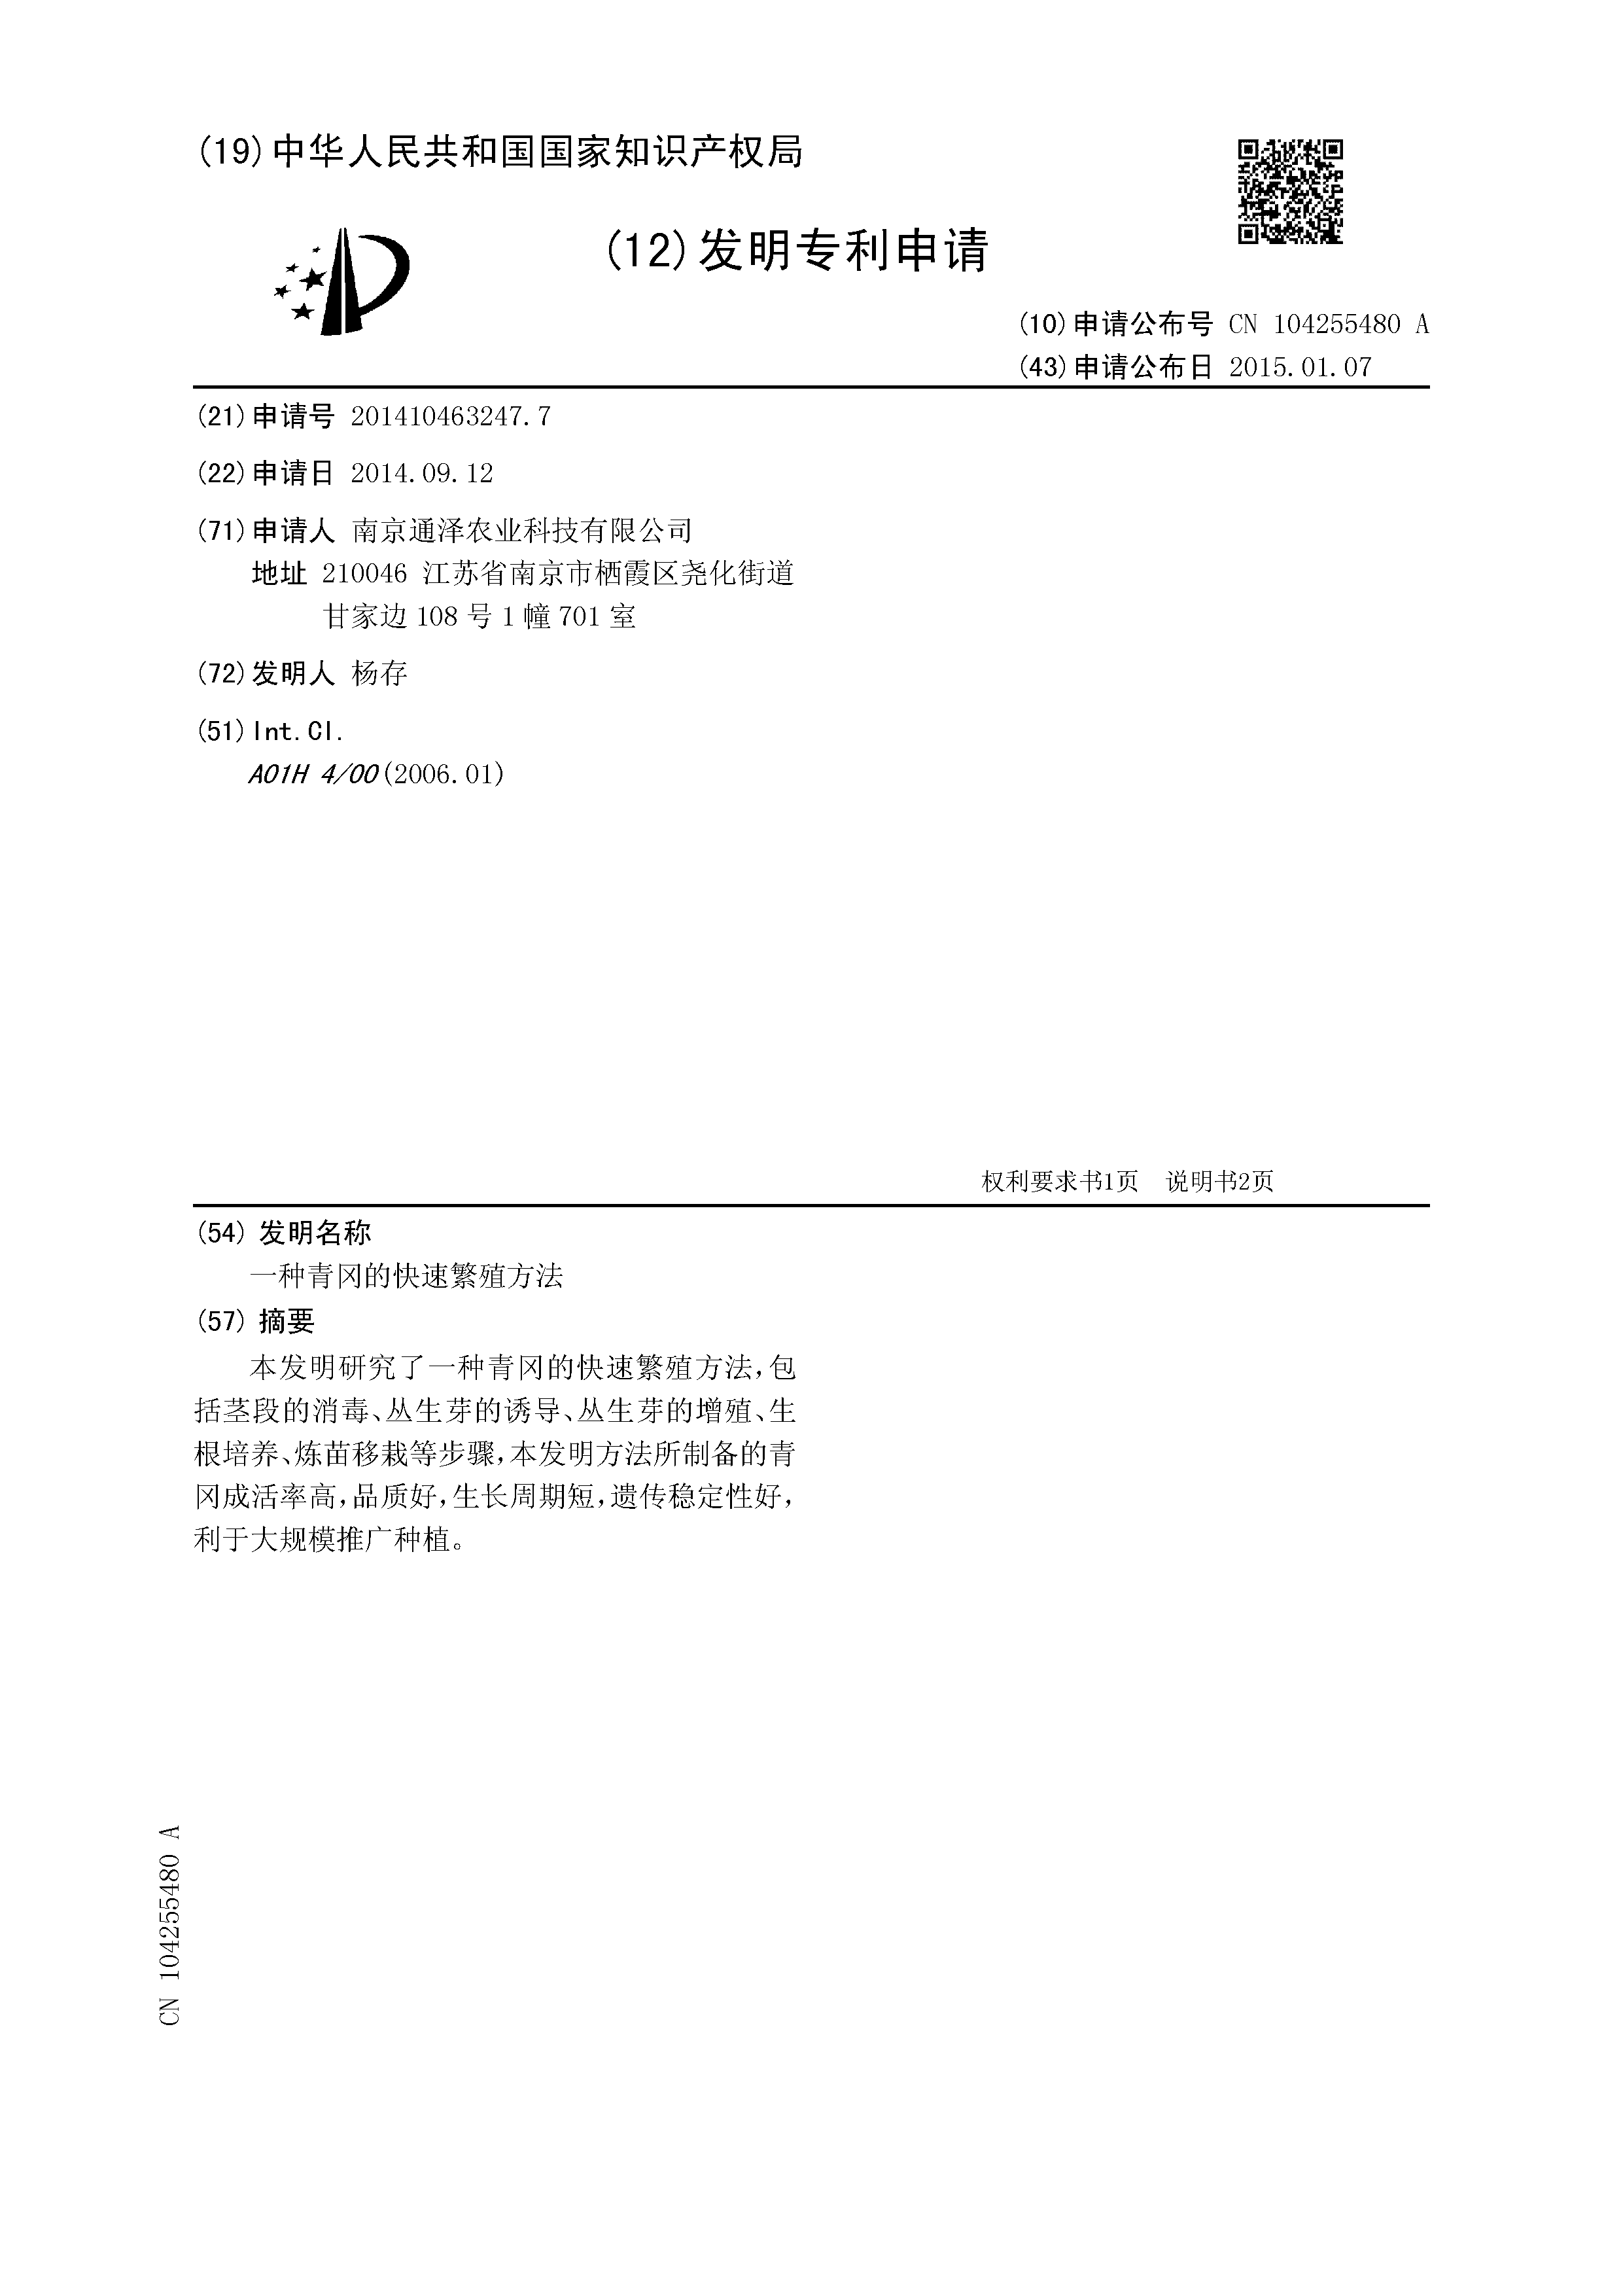 (19)中华人民共和国国家知识产权局
(12)发明专利申请
(10)申请公布号 CN 104255480 A
(43)申请公布日 2015.01.07
(21)申请号 201410463247.7
(22)申请日 2014.09.12
(71)申请人 南京通泽农业科技有限公司
地址 210046 江苏省南京市栖霞区尧化街道
甘家边 108 号 1 幢 701 室
(72)发明人 杨存
(51)Int.Cl.
A01H 4/00(2006.01)
权利要求书1页 说明书2页
(54) 发明名称
一种青冈的快速繁殖方法
(57) 摘要
本发明研究了一种青冈的快速繁殖方法,包
括茎段的消毒、丛生芽的诱导、丛生芽的增殖、生
根培养、炼苗移栽等步骤,本发明方法所制备的青
冈成活率高,品质好,生长周期短,遗传稳定性好,
利于大规模推广种植。
CN 104255480 A